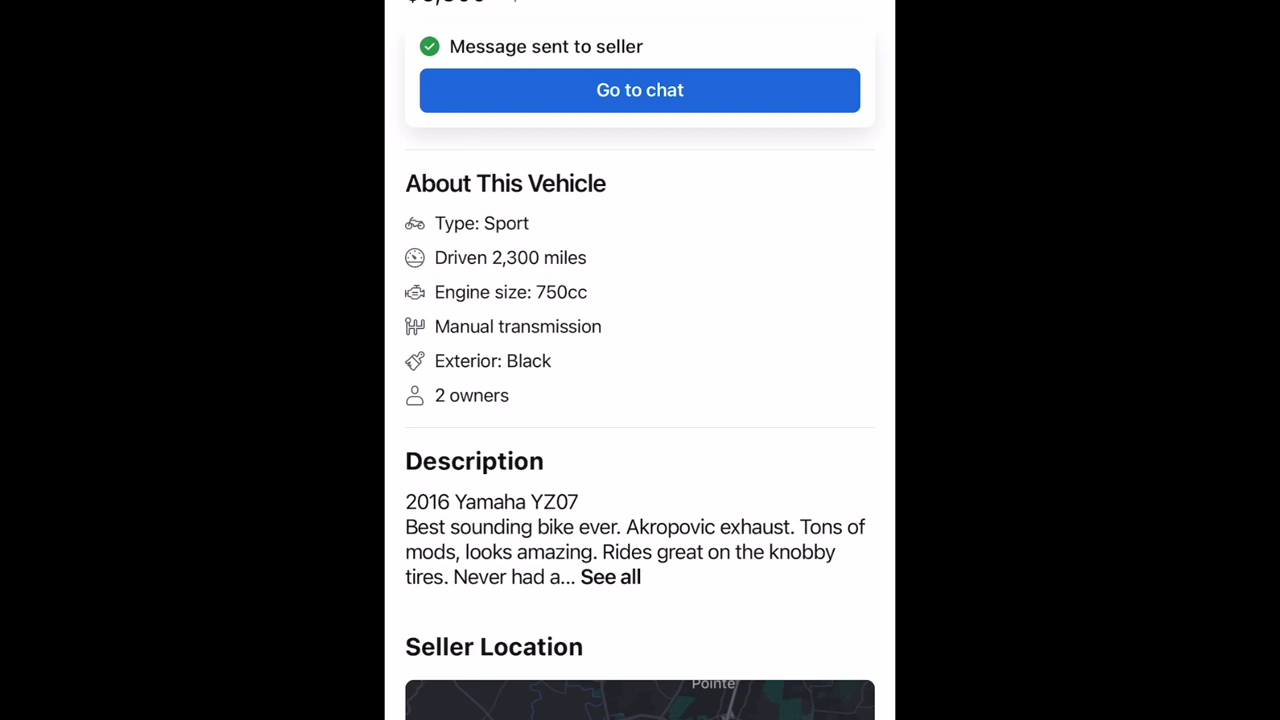 Message sent to seller
Go to chat
About This Vehicle
Type: Sport
Driven 2,300 miles
Engine size: 750cc
Manual transmission
Exterior: Black
2 owners
Description
2016 Yamaha YZ07
Best sounding bike ever. Akropovic exhaust. Tons of
mods, looks amazing. Rides great on the knobby
tires. Never had a... See all
Seller Location
Pointe